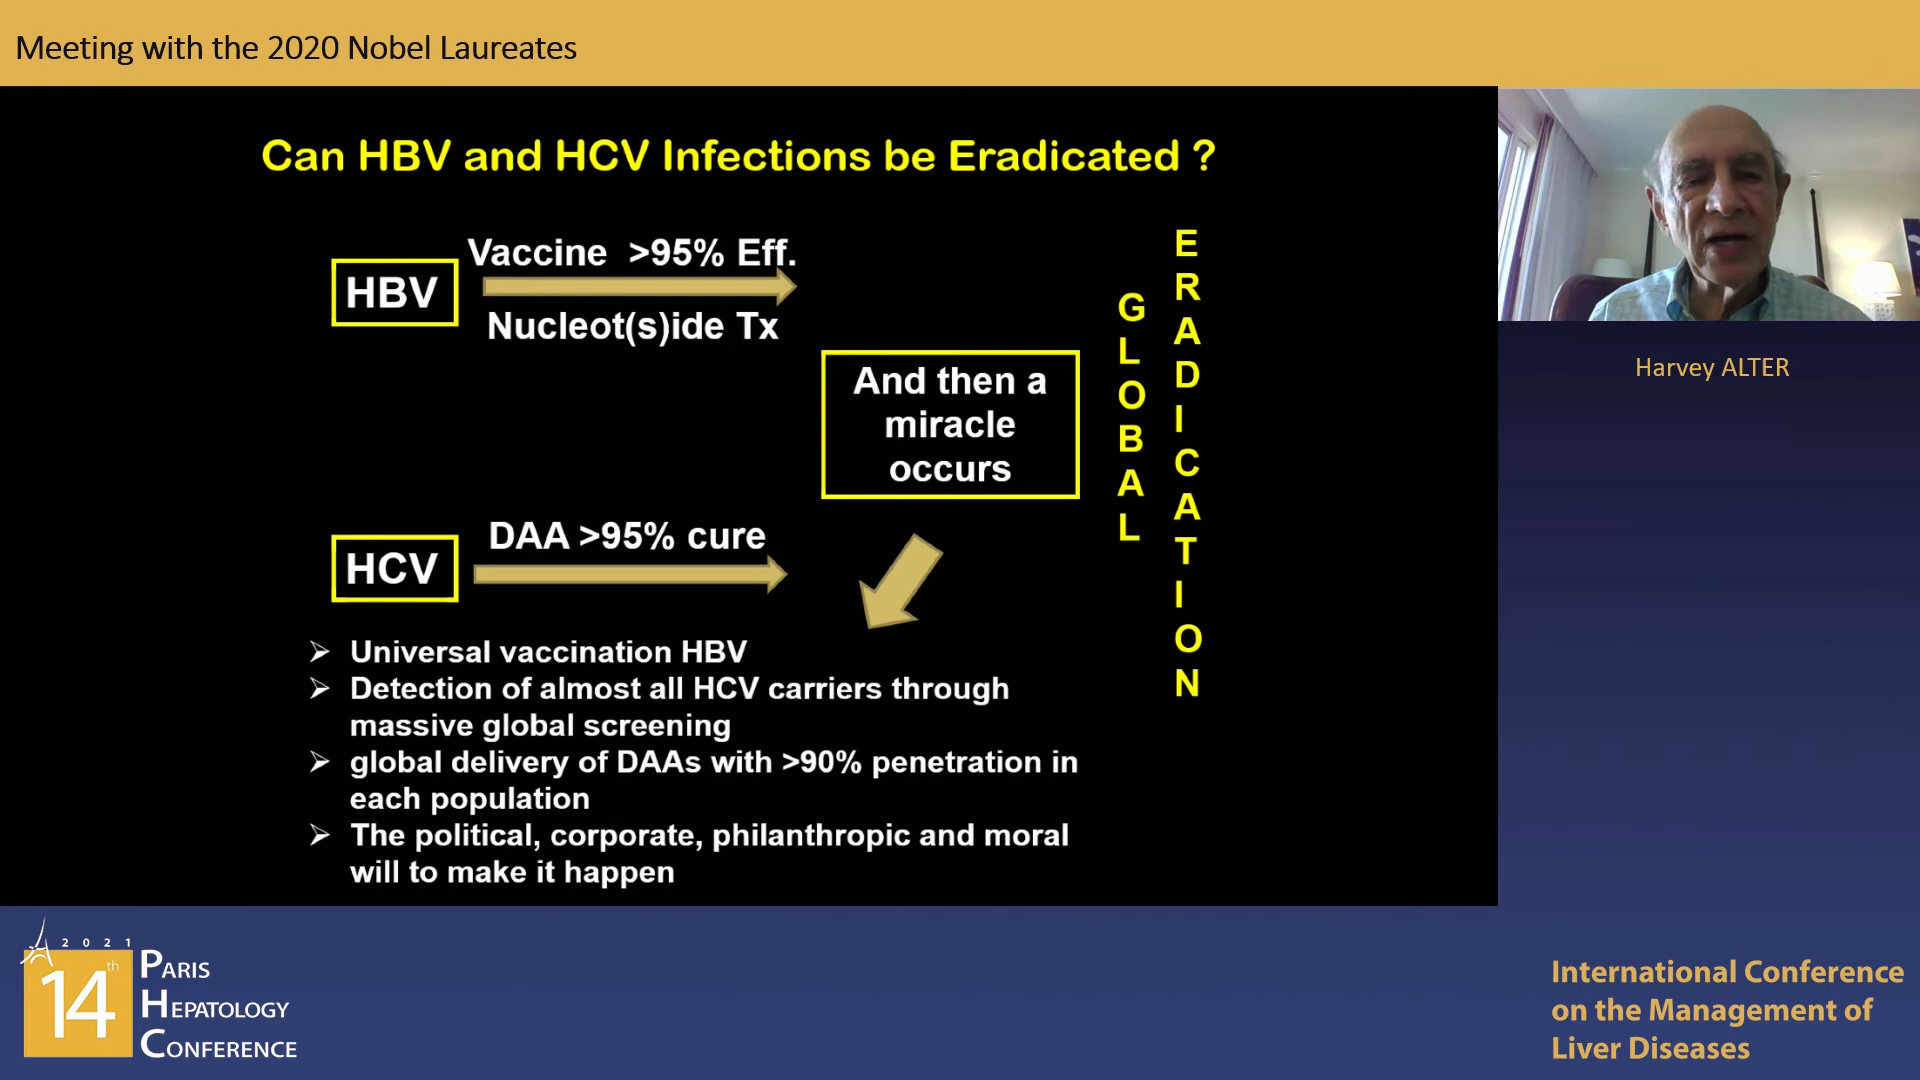 Meeting with the 2020 Nobel Laureates
Can HBV and HCV Infections be Eradicated ?
HBV
Vaccine >95% Eff.
Nucleot(s)ide Tx
And then a
miracle
occurs
GLOBAL
ERADICATION
HCV
DAA >95% cure
➢ Universal vaccination HBV
➢ Detection of almost all HCV carriers through
massive global screening
➢ global delivery of DAAs with >90% penetration in
each population
➢ The political, corporate, philanthropic and moral
will to make it happen
Harvey ALTER
2021
14th
PARIS
HEPATOLOGY
CONFERENCE
International Conference
on the Management of
Liver Diseases